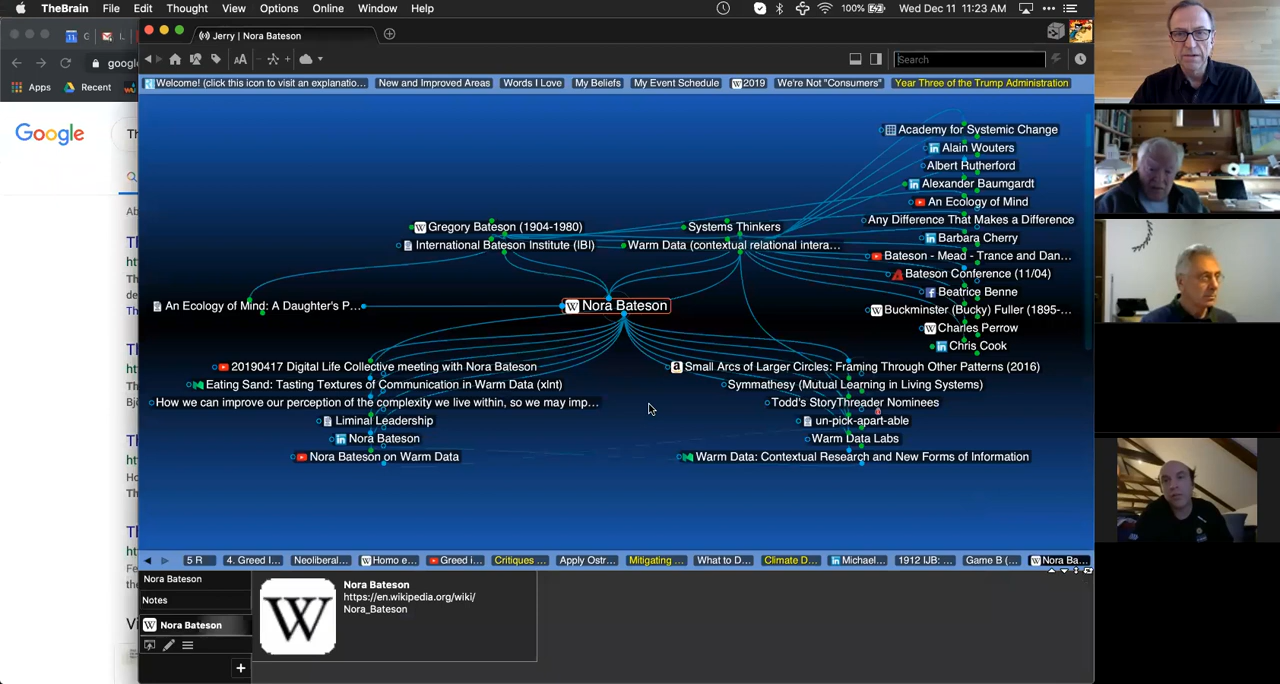 TheBrain File Edit Thought View Options Online Window Help 100% Wed Dec 11 11:23 AM
Jerry | Nora Bateson
Search
Welcome! (click this icon to visit an explanatio... New and Improved Areas Words I Love My Beliefs My Event Schedule 2019 We're Not "Consumers" Year Three of the Trump Administration
Apps Recent
Google
Academy for Systemic Change
Alain Wouters
Albert Rutherford
Alexander Baumgardt
An Ecology of Mind
Any Difference That Makes a Difference
Barbara Cherry
Bateson - Mead - Trance and Dan...
Bateson Conference (11/04)
Beatrice Benne
Buckminster (Bucky) Fuller (1895-...
Charles Perrow
Chris Cook
Gregory Bateson (1904-1980)
International Bateson Institute (IBI)
Systems Thinkers
Warm Data (contextual relational intera...
An Ecology of Mind: A Daughter's P...
Nora Bateson
20190417 Digital Life Collective meeting with Nora Bateson
Eating Sand: Tasting Textures of Communication in Warm Data (xlnt)
How we can improve our perception of the complexity we live within, so we may imp...
Liminal Leadership
Nora Bateson
Nora Bateson on Warm Data
Small Arcs of Larger Circles: Framing Through Other Patterns (2016)
Symmathesy (Mutual Learning in Living Systems)
Todd's StoryThreader Nominees
un-pick-apart-able
Warm Data Labs
Warm Data: Contextual Research and New Forms of Information
5 R 4. Greed I... Neoliberal... Homo e... Greed i... Critiques ... Apply Ostr... Mitigating ... What to D... Climate D... Michael... 1912 IJB: ... Game B (... Nora Ba...
Nora Bateson
Notes
Nora Bateson
Nora Bateson
https://en.wikipedia.org/wiki/
Nora_Bateson